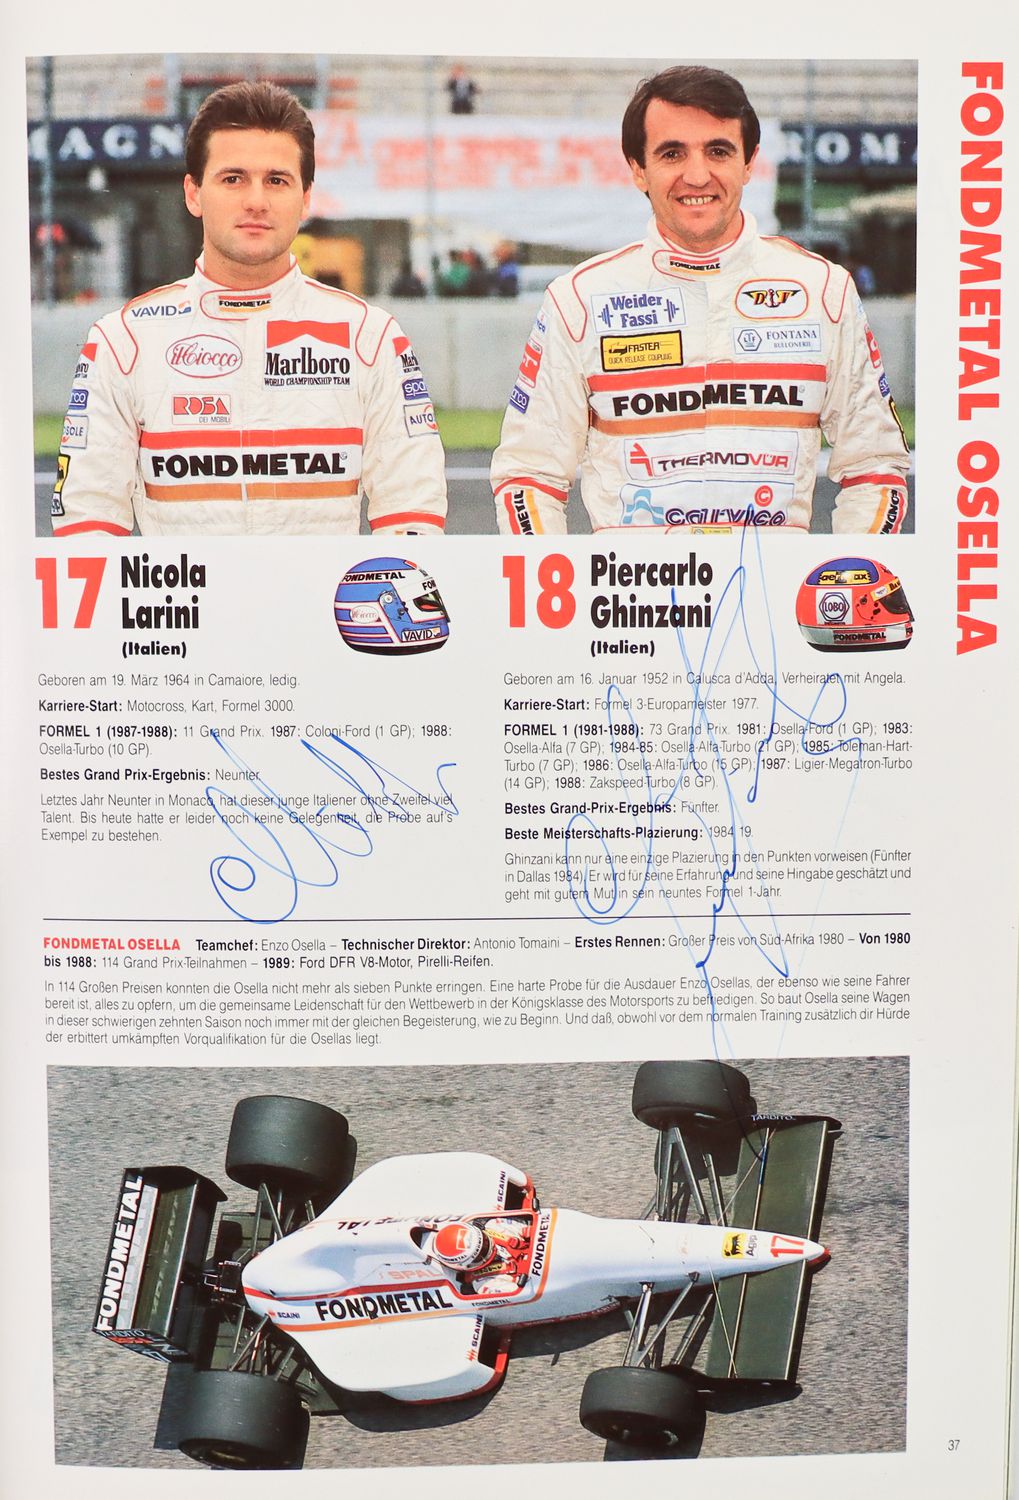 FONDMETAL OSELLA
MAGN
ROMA
VAVID
FONDMETAL
ilCiocco
Marlboro
WORLD CHAMPIONSHIP TEAM
ROSA
DEI MOBILI
FONDMETAL
FONDMETAL
Weider
Fassi
FASTER
QUICK RELEASE COUPLING
FONTANA
BULLONERIE
FONDMETAL
THERMOVUR
carvico
17 Nicola
Larini
(Italien)
FONDMETAL
VAVID
Geboren am 19. März 1964 in Camaiore, ledig.
Karriere-Start: Motocross, Kart, Formel 3000.
FORMEL 1 (1987-1988): 11 Grand Prix. 1987: Coloni-Ford (1 GP); 1988:
Osella-Turbo (10 GP).
Bestes Grand Prix-Ergebnis: Neunter.
Letztes Jahr Neunter in Monaco, hat dieser junge Italiener ohne Zweifel viel
Talent. Bis heute hatte er leider noch keine Gelegenheit, die Probe auf's
Exempel zu bestehen.
18 Piercarlo
Ghinzani
(Italien)
LOBO
FONDMETAL
Geboren am 16. Januar 1952 in Calusca d'Adda. Verheiratet mit Angela.
Karriere-Start: Formel 3-Europameister 1977.
FORMEL 1 (1981-1988): 73 Grand Prix. 1981: Osella-Ford (1 GP); 1983:
Osella-Alfa (7 GP); 1984-85: Osella-Alfa-Turbo (21 GP); 1985: Toleman-Hart-
Turbo (7 GP); 1986: Osella-Alfa-Turbo (15 GP); 1987: Ligier-Megatron-Turbo
(14 GP); 1988: Zakspeed-Turbo (8 GP).
Bestes Grand-Prix-Ergebnis: Fünfter.
Beste Meisterschafts-Plazierung: 1984 19.
Ghinzani kann nur eine einzige Plazierung in den Punkten vorweisen (Fünfter
in Dallas 1984). Er wird für seine Erfahrung und seine Hingabe geschätzt und
geht mit gutem Mut in sein neuntes Formel 1-Jahr.
FONDMETAL OSELLA Teamchef: Enzo Osella – Technischer Direktor: Antonio Tomaini – Erstes Rennen: Großer Preis von Süd-Afrika 1980 – Von 1980
bis 1988: 114 Grand Prix-Teilnahmen – 1989: Ford DFR V8-Motor, Pirelli-Reifen.
In 114 Großen Preisen konnten die Osella nicht mehr als sieben Punkte erringen. Eine harte Probe für die Ausdauer Enzo Osellas, der ebenso wie seine Fahrer
bereit ist, alles zu opfern, um die gemeinsame Leidenschaft für den Wettbewerb in der Königsklasse des Motorsports zu befriedigen. So baut Osella seine Wagen
in dieser schwierigen zehnten Saison noch immer mit der gleichen Begeisterung, wie zu Beginn. Und daß, obwohl vor dem normalen Training zusätzlich dir Hürde
der erbittert umkämpften Vorqualifikation für die Osellas liegt.
TARDITO
FONDMETAL
TARDITO
SCAINI
FONDMETAL
SCAINI
FONDMETAL
SCAINI
Agip
17
37